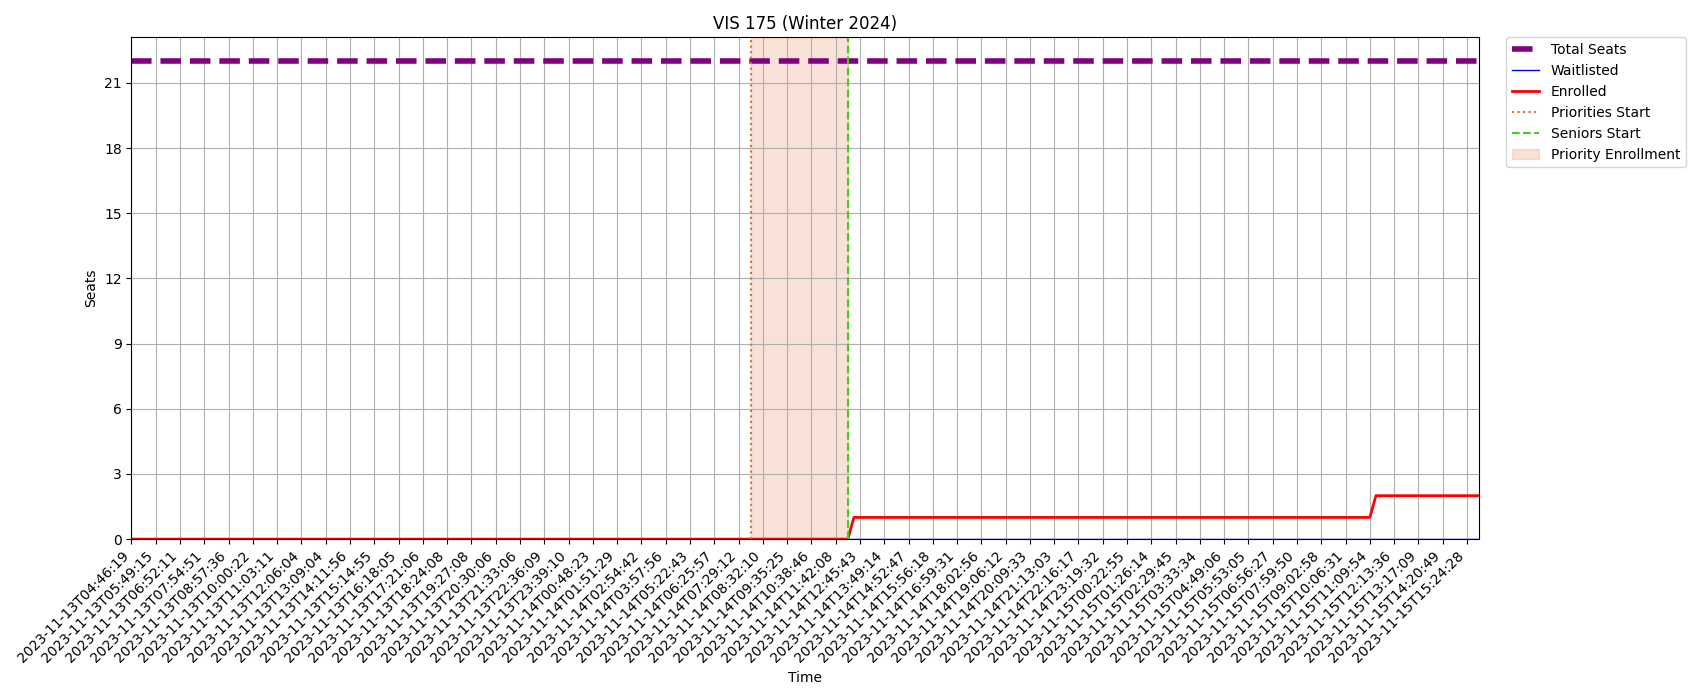 VIS 175 (Winter 2024)
Total Seats
Waitlisted
Enrolled
Priorities Start
Seniors Start
Priority Enrollment
Seats
21
18
15
12
9
6
3
0
2023-11-13T04:46:19
2023-11-13T05:49:15
2023-11-13T06:52:11
2023-11-13T07:54:51
2023-11-13T08:57:36
2023-11-13T10:00:22
2023-11-13T11:03:11
2023-11-13T12:06:04
2023-11-13T13:09:04
2023-11-13T14:11:56
2023-11-13T15:14:55
2023-11-13T16:18:05
2023-11-13T17:21:06
2023-11-13T18:24:08
2023-11-13T19:27:08
2023-11-13T20:30:06
2023-11-13T21:33:06
2023-11-13T22:36:09
2023-11-13T23:39:10
2023-11-14T00:48:23
2023-11-14T01:51:29
2023-11-14T02:54:42
2023-11-14T03:57:56
2023-11-14T05:22:43
2023-11-14T06:25:57
2023-11-14T07:29:12
2023-11-14T08:32:10
2023-11-14T09:35:25
2023-11-14T10:38:46
2023-11-14T11:42:08
2023-11-14T12:45:43
2023-11-14T13:49:14
2023-11-14T14:52:47
2023-11-14T15:56:18
2023-11-14T16:59:31
2023-11-14T18:02:56
2023-11-14T19:06:12
2023-11-14T20:09:33
2023-11-14T21:13:03
2023-11-14T22:16:17
2023-11-14T23:19:32
2023-11-15T00:22:55
2023-11-15T01:26:14
2023-11-15T02:29:45
2023-11-15T03:33:34
2023-11-15T04:49:06
2023-11-15T05:53:05
2023-11-15T06:56:27
2023-11-15T07:59:50
2023-11-15T09:02:58
2023-11-15T10:06:31
2023-11-15T11:09:54
2023-11-15T12:13:36
2023-11-15T13:17:09
2023-11-15T14:20:49
2023-11-15T15:24:28
Time